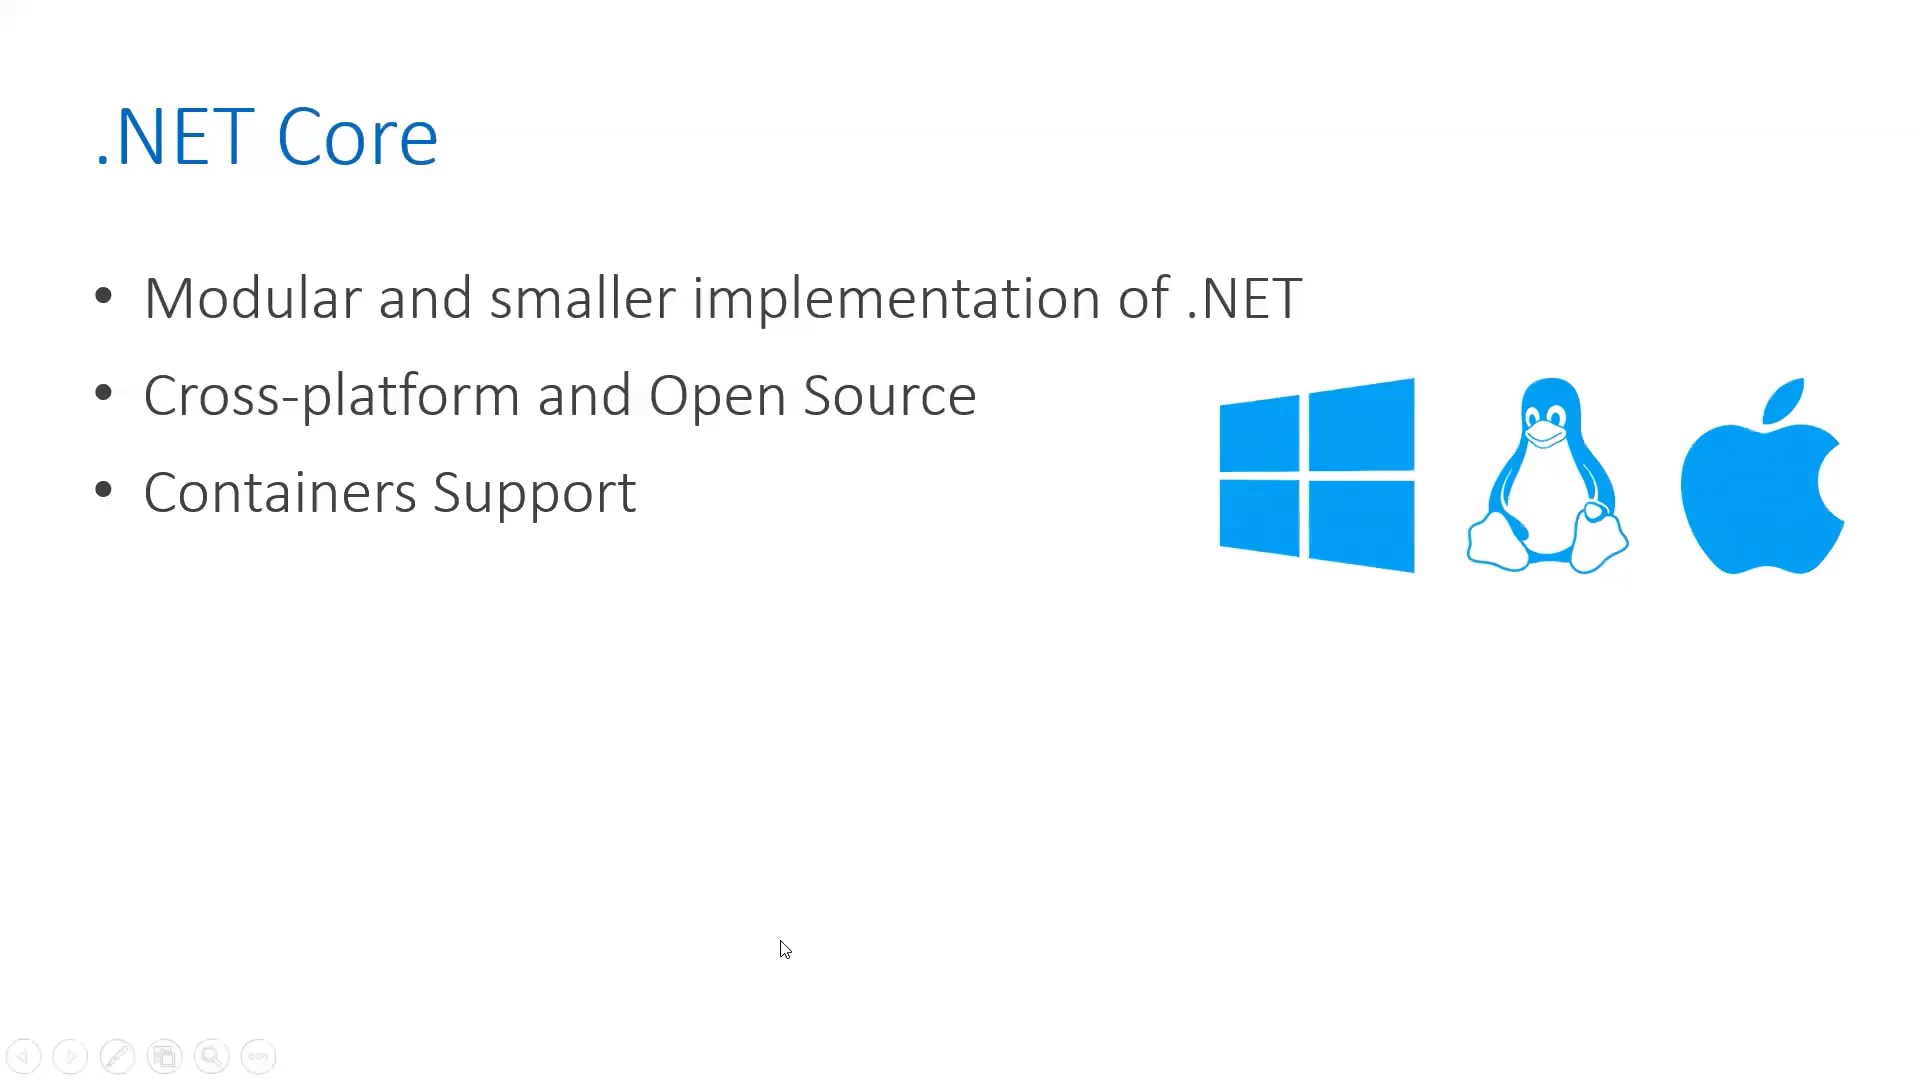 .NET Core
• Modular and smaller implementation of .NET
• Cross-platform and Open Source
• Containers Support